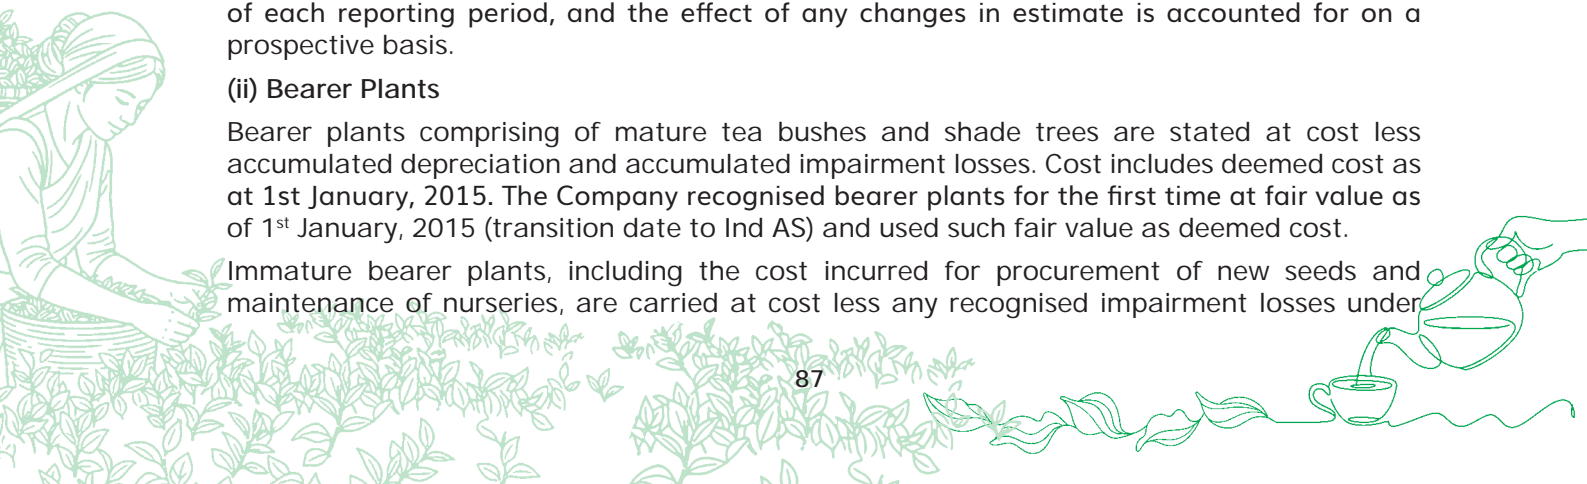 of each reporting period, and the effect of any changes in estimate is accounted for on a
prospective basis.
(ii) Bearer Plants
Bearer plants comprising of mature tea bushes and shade trees are stated at cost less
accumulated depreciation and accumulated impairment losses. Cost includes deemed cost as
at 1st January, 2015. The Company recognised bearer plants for the first time at fair value as
of 1st January, 2015 (transition date to Ind AS) and used such fair value as deemed cost.
Immature bearer plants, including the cost incurred for procurement of new seeds and
maintenance of nurseries, are carried at cost less any recognised impairment losses under
87